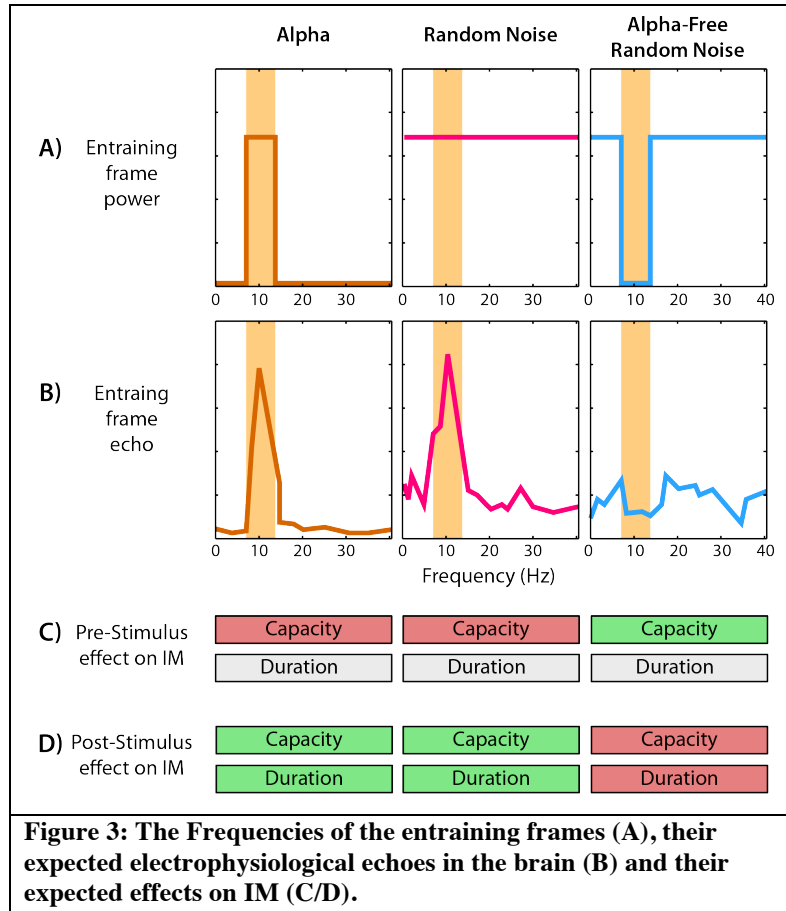 Alpha
Random Noise
Alpha-Free
Random Noise
A) Entraining
frame
power
0 10 30
0 10 20 30
0 10 20 30 40
B) Entraing
frame
echo
0 10 20 30
0 10 20 30
0 10 20 30 40
Frequency (Hz)
C) Pre-Stimulus
effect on IM
Capacity Capacity Capacity
Duration Duration Duration
D) Post-Stimulus
effect on IM
Capacity Capacity Capacity
Duration Duration Duration
Figure 3: The Frequencies of the entraining frames (A), their
expected electrophysiological echoes in the brain (B) and their
expected effects on IM (C/D).